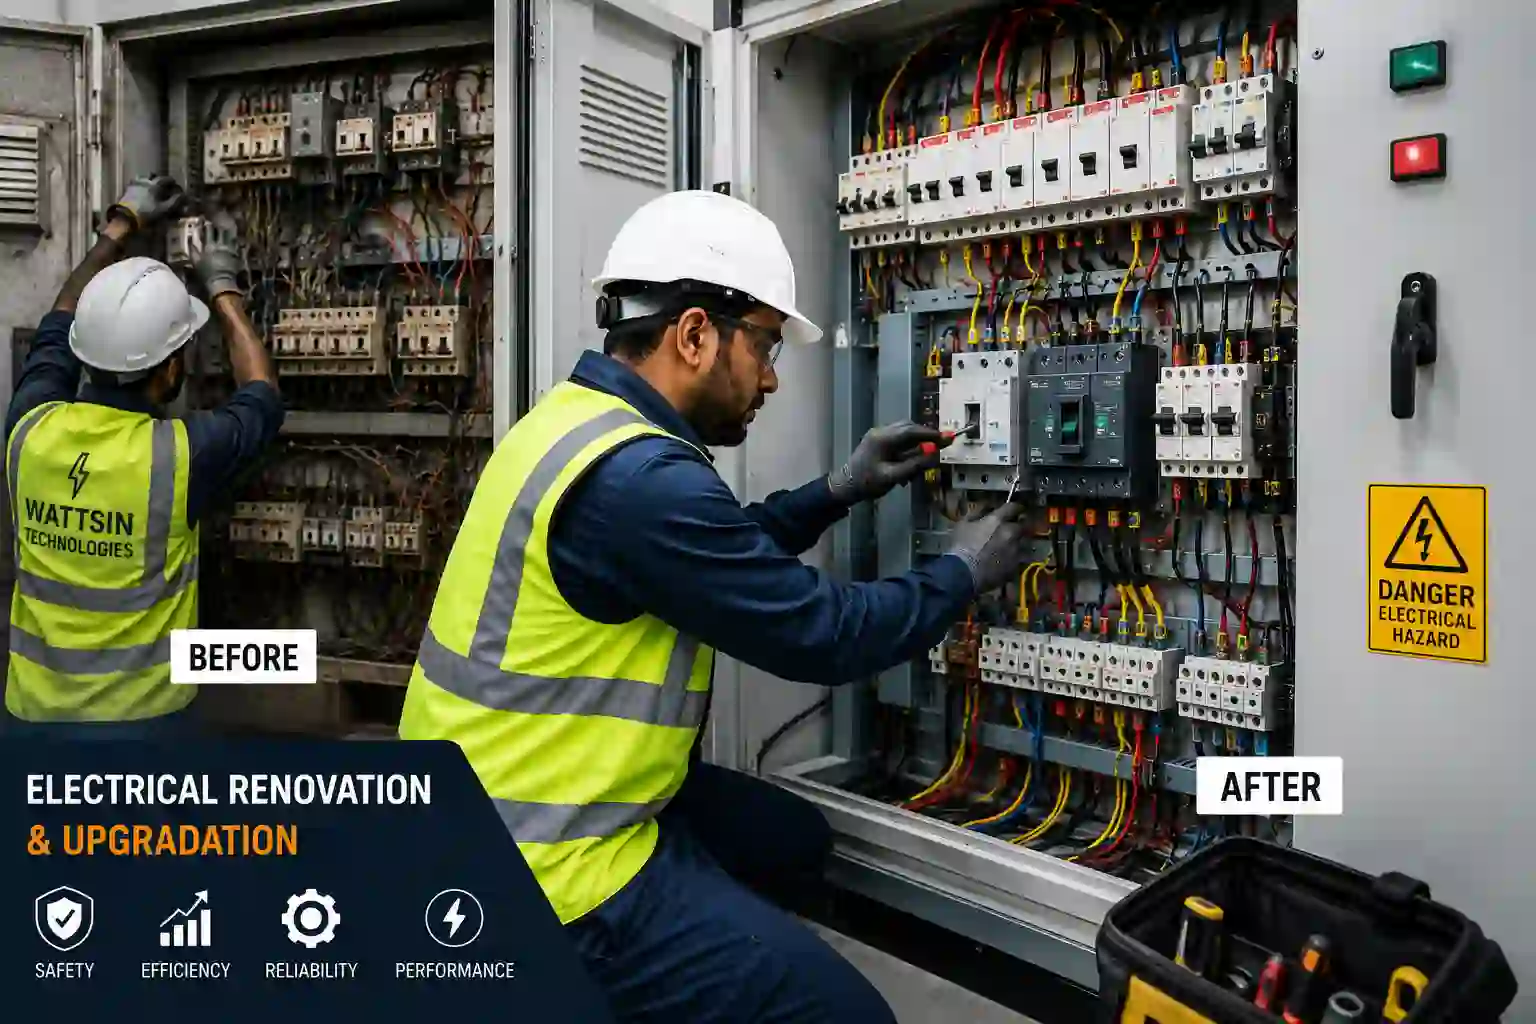 WATTSIN
TECHNOLOGIES
BEFORE
ELECTRICAL RENOVATION
& UPGRADATION
SAFETY
EFFICIENCY
RELIABILITY
PERFORMANCE
DANGER
ELECTRICAL
HAZARD
AFTER